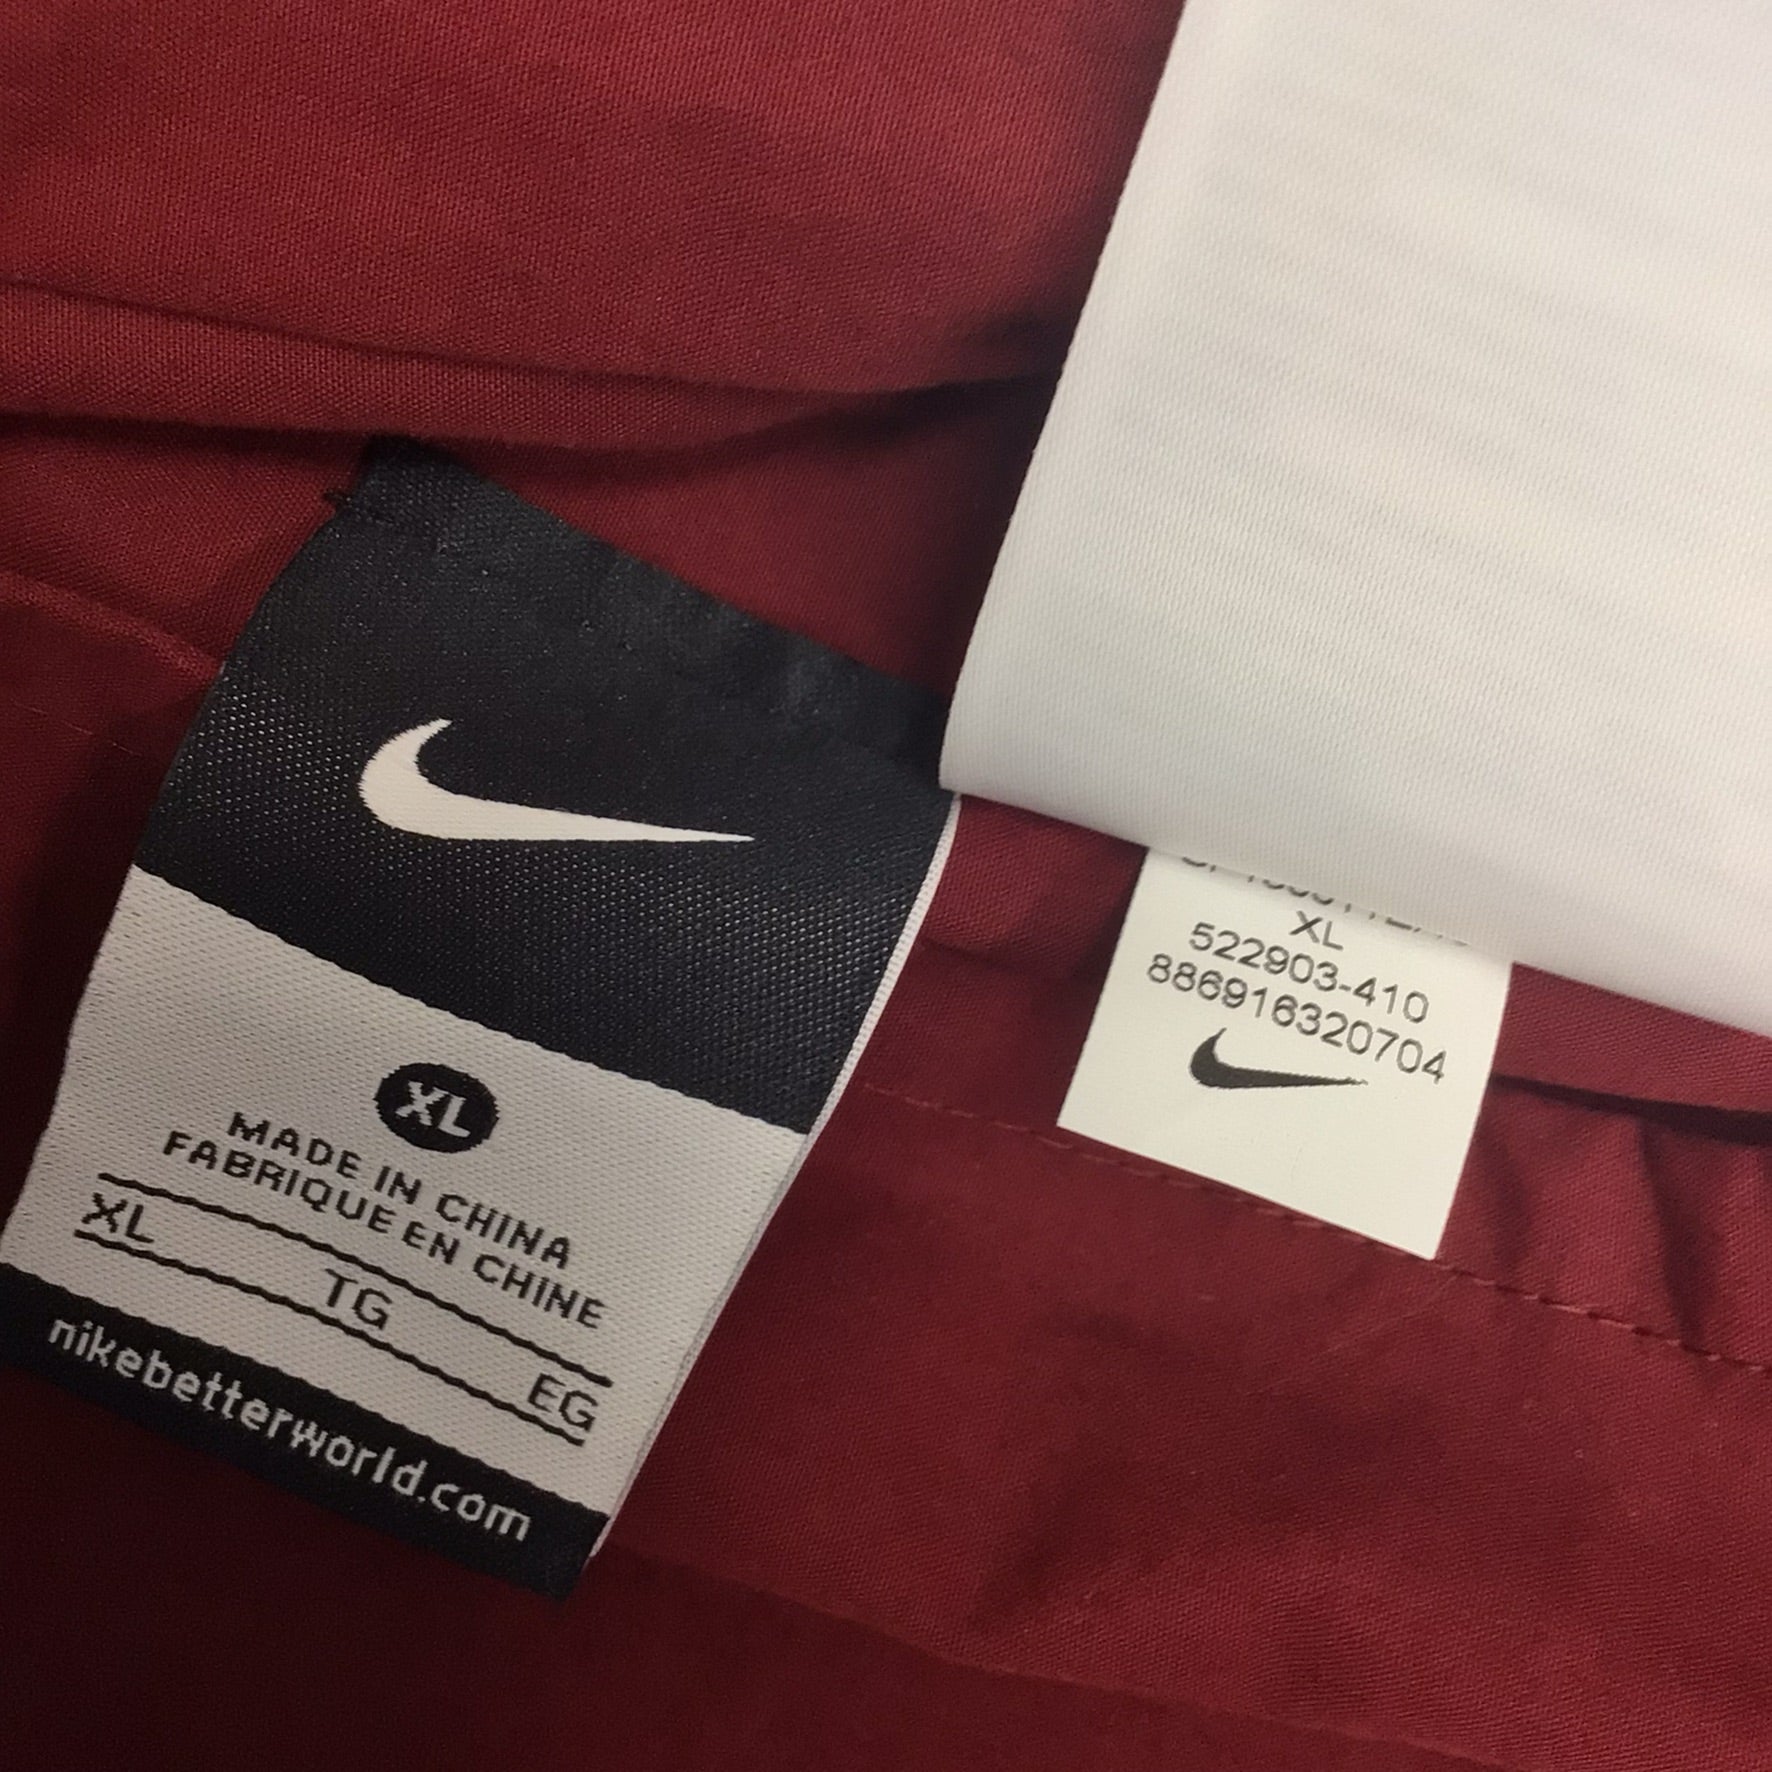 XL
MADE IN CHINA
FABRIQUE EN CHINE
XL TG EG
nikebetterworld.com
XL
522903-410
886916320704